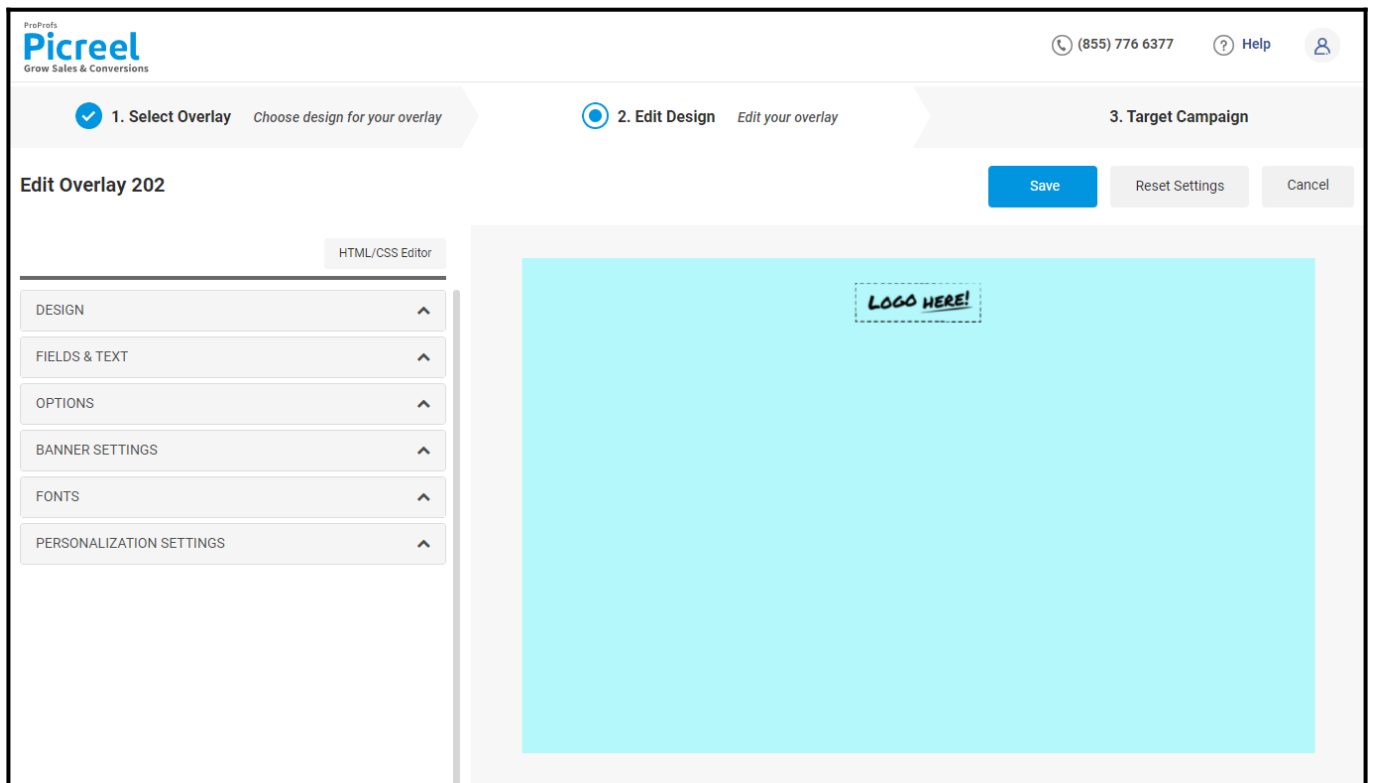 ProProfs
Picreel
Grow Sales & Conversions
(855) 776 6377
? Help
1. Select Overlay Choose design for your overlay
2. Edit Design Edit your overlay
3. Target Campaign
Edit Overlay 202
Save
Reset Settings
Cancel
HTML/CSS Editor
DESIGN
FIELDS & TEXT
OPTIONS
BANNER SETTINGS
FONTS
PERSONALIZATION SETTINGS
LOGO HERE!